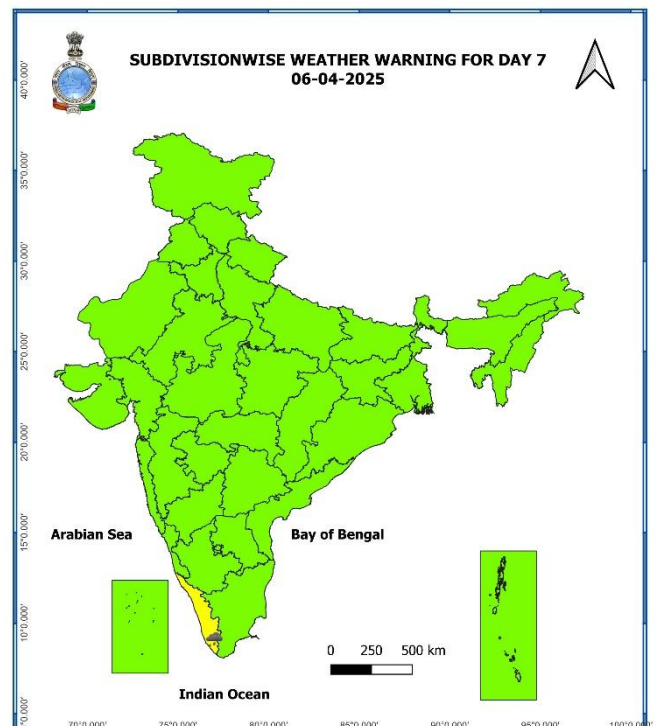 SUBDIVISIONWISE WEATHER WARNING FOR DAY 7
06-04-2025
40°0.000'
35°0.000'
30°0.000'
25°0.000'
20°0.000'
15°0.000'
10°0.000'
Arabian Sea
Bay of Bengal
0 250 500 km
Indian Ocean
70°0.000' 75°0.000' 80°0.000' 85°0.000' 90°0.000' 95°0.000' 100°0.000'